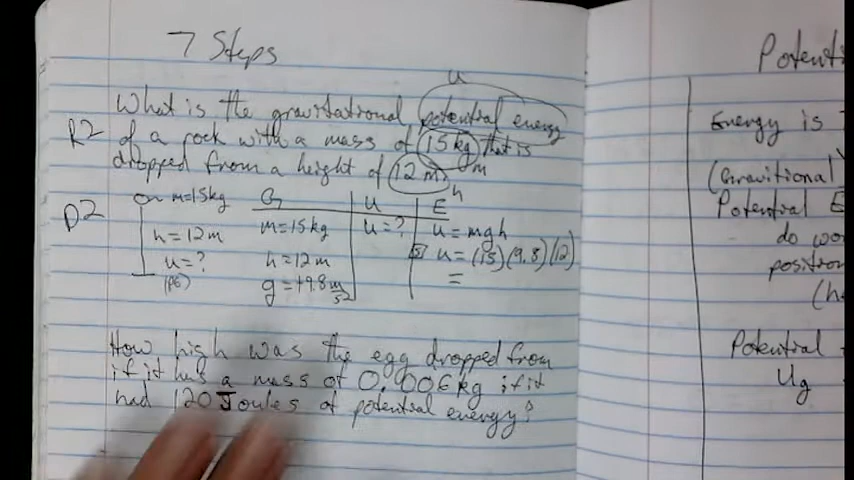 7 Steps
U
What is the gravitational potential energy
R2 of a rock with a mass of 15 kg that is
dropped from a height of 12 m.
m
h
D2
m=15kg
h=12m
u=?
(PE)
G U E
m=15kg u=? u=mgh
h=12m S u=(15)(9.8)(12)
g=+9.8 m/s2 =
How high was the egg dropped from
if it has a mass of 0.006kg if it
had 120 Joules of potential energy?
Potenti
Energy is
(Gravitional)
Potential E
do wo
position
(h
Potential
Ug